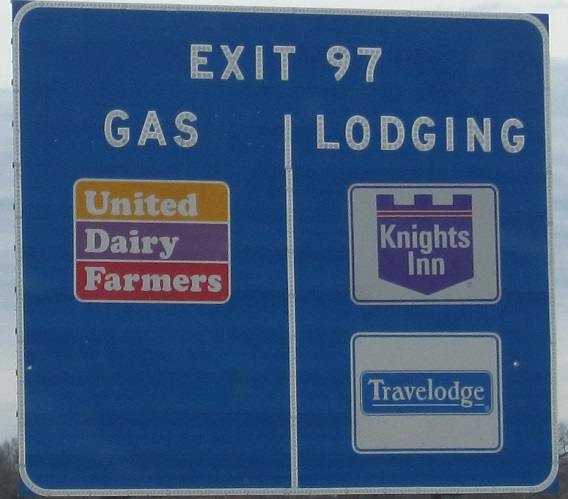 EXIT 97
GAS
United
Dairy
Farmers
LODGING
Knights
Inn
Travelodge